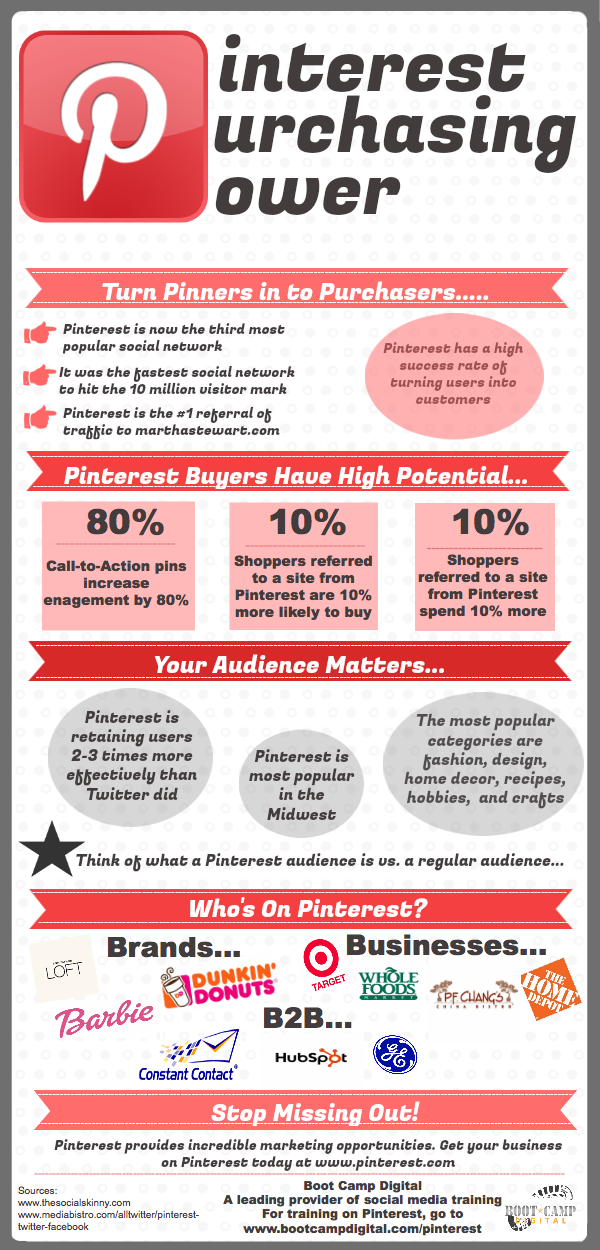 P
interest
urchasing
ower
Turn Pinners in to Purchasers.....
Pinterest is now the third most
popular social network
It was the fastest social network
to hit the 10 million visitor mark
Pinterest is the #1 referral of
traffic to marthastewart.com
Pinterest has a high
success rate of
turning users into
customers
Pinterest Buyers Have High Potential...
80%
Call-to-Action pins
increase
enagement by 80%
10%
Shoppers referred
to a site from
Pinterest are 10%
more likely to buy
10%
Shoppers
referred to a site
from Pinterest
spend 10% more
Your Audience Matters...
Pinterest is
retaining users
2-3 times more
effectively than
Twitter did
Pinterest is
most popular
in the
Midwest
The most popular
categories are
fashion, design,
home decor, recipes,
hobbies, and crafts
Think of what a Pinterest audience is vs. a regular audience...
Who's On Pinterest?
Brands...
LOFT
DUNKIN'
DONUTS
Barbie
Businesses...
TARGET
WHOLE
FOODS
MARKET
P.F. CHANG'S
CHINA BISTRO
THE
HOME
DEPOT
B2B...
Constant Contact®
HubSpot
GE
Stop Missing Out!
Pinterest provides incredible marketing opportunities. Get your business
on Pinterest today at www.pinterest.com
Sources:
www.thesocialskinny.com
www.mediabistro.com/alltwitter/pinterest-
twitter-facebook
Boot Camp Digital
A leading provider of social media training
For training on Pinterest, go to
www.bootcampdigital.com/pinterest
BOOT CAMP
DIGITAL